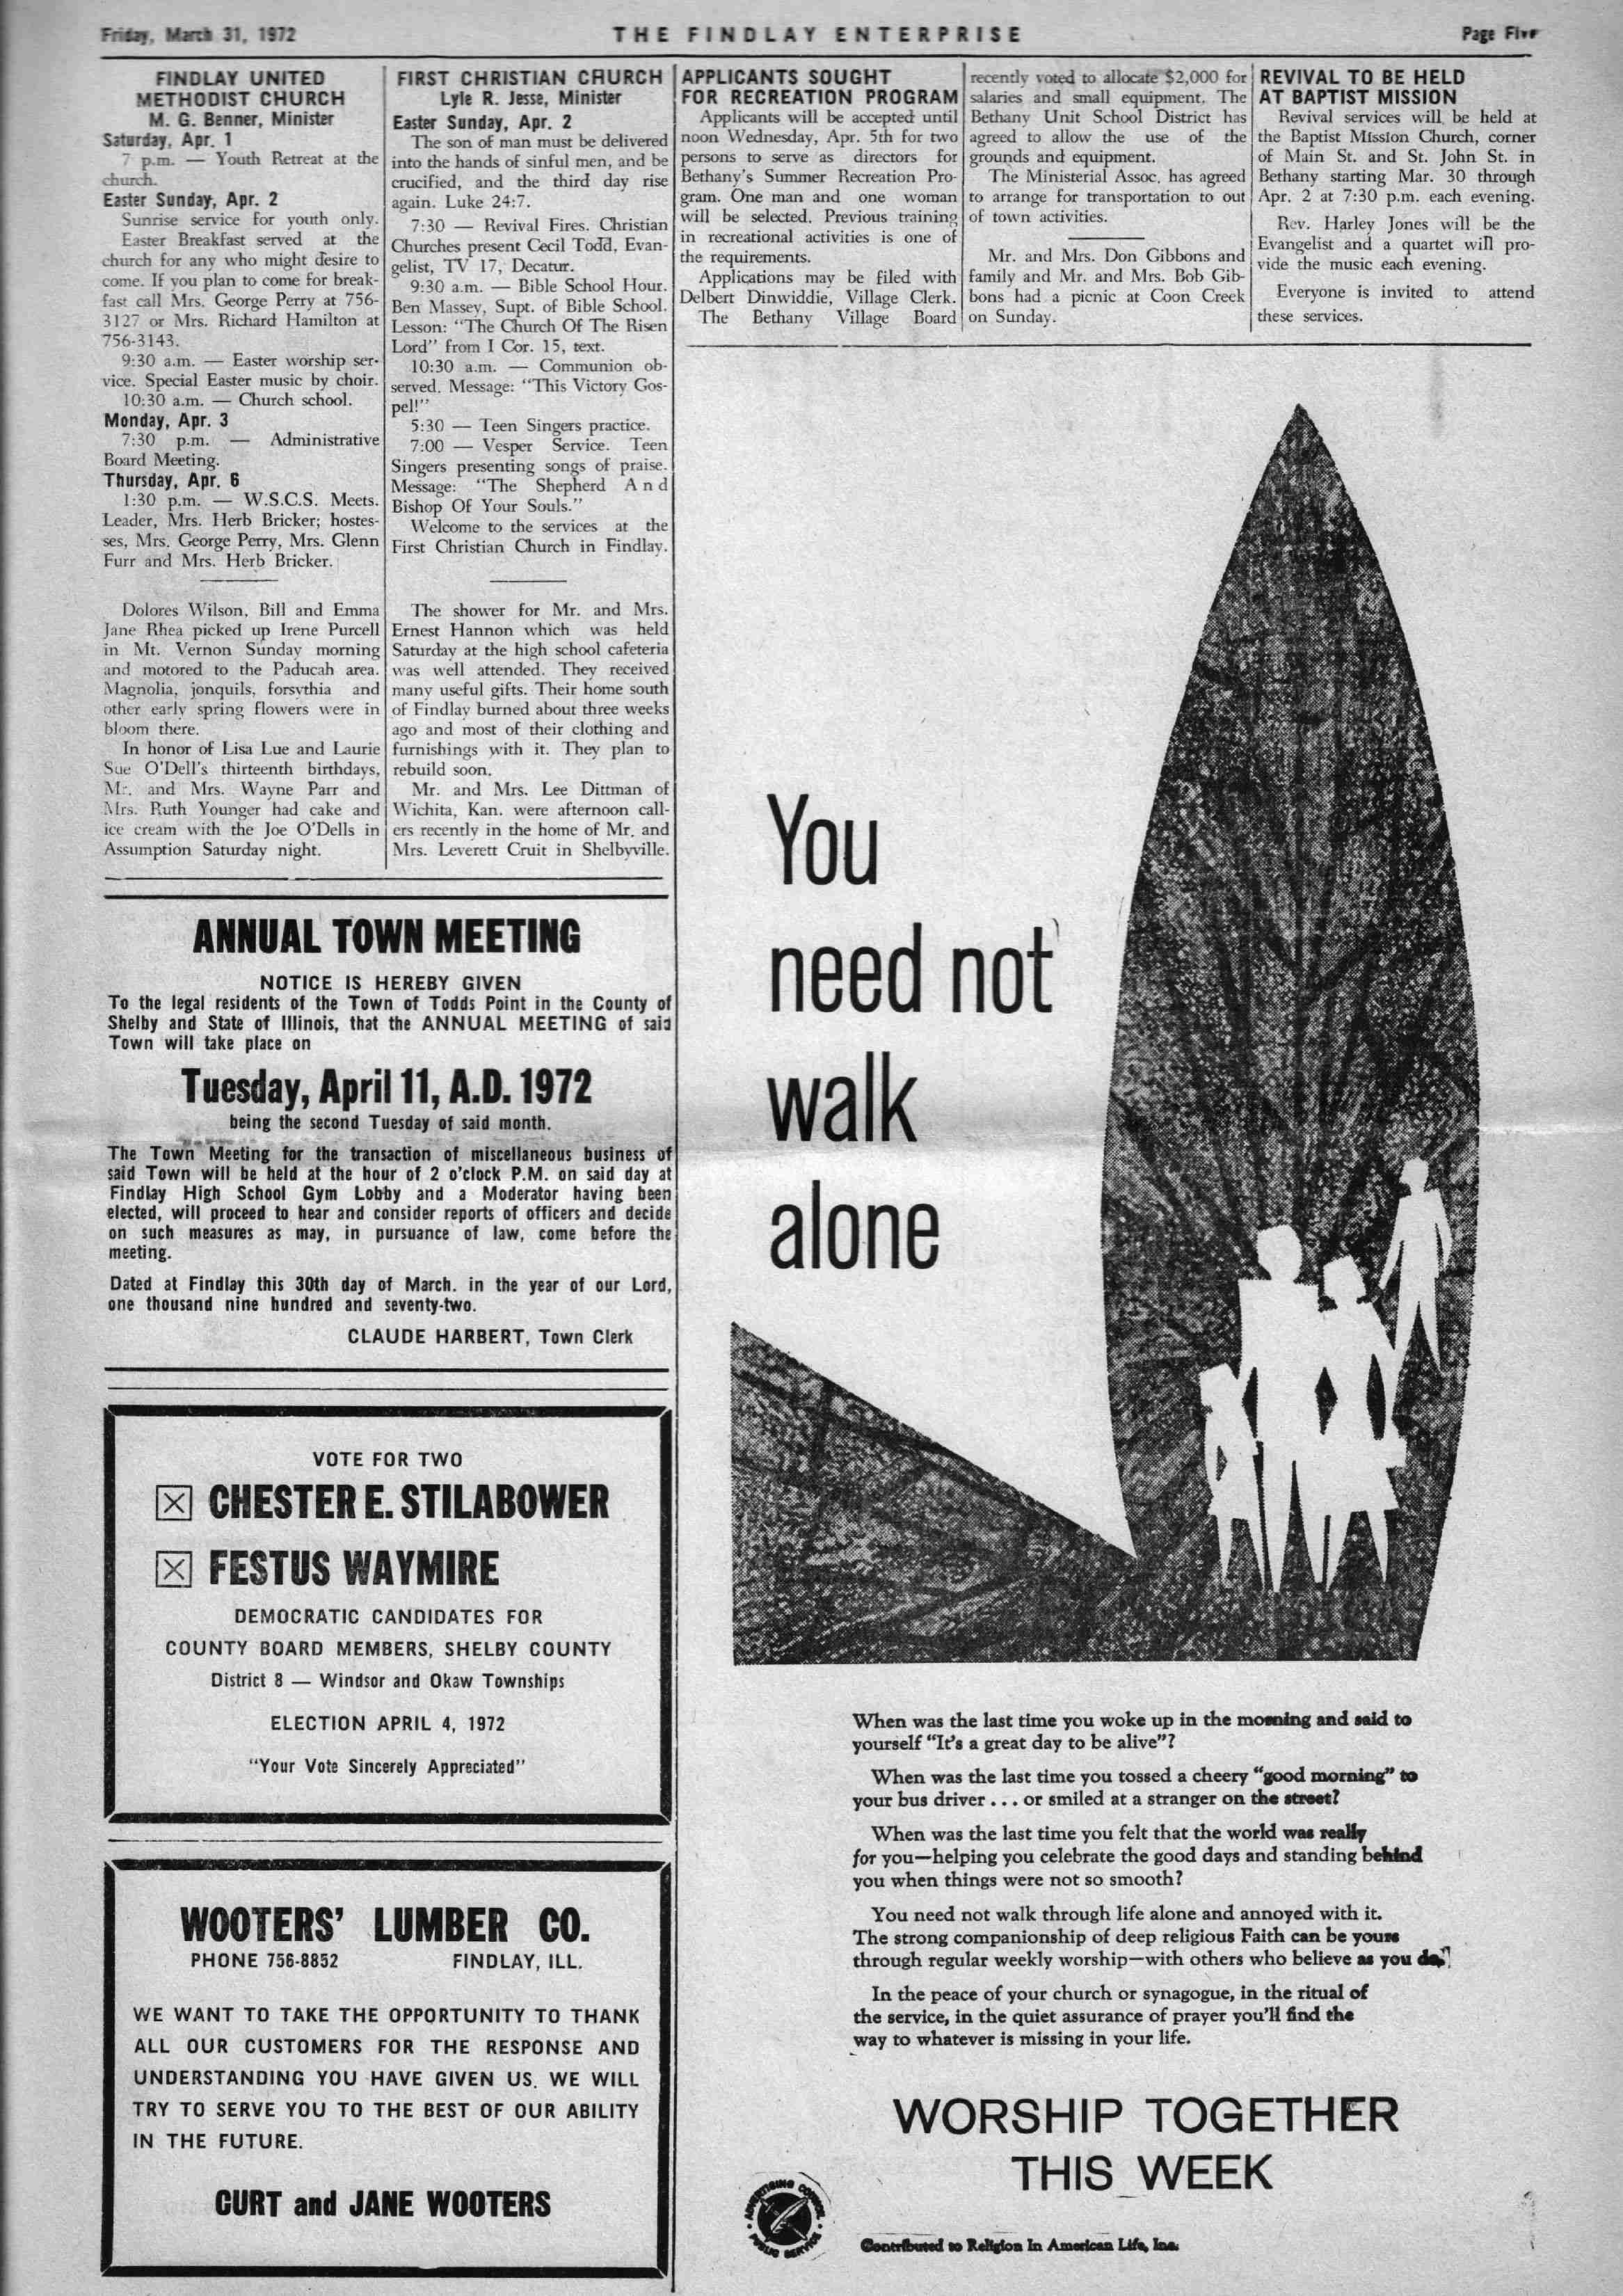 Friday, March 31, 1972
THE FINDLAY ENTERPRISE
Page Five
FINDLAY UNITED
METHODIST CHURCH
M. G. Benner, Minister
Saturday, Apr. 1
7 p.m. — Youth Retreat at the
church.
Easter Sunday, Apr. 2
Sunrise service for youth only.
Easter Breakfast served at the
church for any who might desire to
come. If you plan to come for break-
fast call Mrs. George Perry at 756-
3127 or Mrs. Richard Hamilton at
756-3143.
9:30 a.m. — Easter worship ser-
vice. Special Easter music by choir.
10:30 a.m. — Church school.
Monday, Apr. 3
7:30 p.m. — Administrative
Board Meeting.
Thursday, Apr. 6
1:30 p.m. — W.S.C.S. Meets.
Leader, Mrs. Herb Bricker; hostes-
ses, Mrs. George Perry, Mrs. Glenn
Furr and Mrs. Herb Bricker.
Dolores Wilson, Bill and Emma
Jane Rhea picked up Irene Purcell
in Mt. Vernon Sunday morning
and motored to the Paducah area.
Magnolia, jonquils, forsythia and
other early spring flowers were in
bloom there.
In honor of Lisa Lue and Laurie
Sue O'Dell's thirteenth birthdays,
Mr. and Mrs. Wayne Parr and
Mrs. Ruth Younger had cake and
ice cream with the Joe O'Dells in
Assumption Saturday night.
FIRST CHRISTIAN CHURCH
Lyle R. Jesse, Minister
Easter Sunday, Apr. 2
The son of man must be delivered
into the hands of sinful men, and be
crucified, and the third day rise
again. Luke 24:7.
7:30 — Revival Fires. Christian
Churches present Cecil Todd, Evan-
gelist, TV 17, Decatur.
9:30 a.m. — Bible School Hour.
Ben Massey, Supt. of Bible School.
Lesson: "The Church Of The Risen
Lord" from I Cor. 15, text.
10:30 a.m. — Communion ob-
served. Message: "This Victory Gos-
pel!"
5:30 — Teen Singers practice.
7:00 — Vesper Service. Teen
Singers presenting songs of praise.
Message: "The Shepherd And
Bishop Of Your Souls."
Welcome to the services at the
First Christian Church in Findlay.
The shower for Mr. and Mrs.
Ernest Hannon which was held
Saturday at the high school cafeteria
was well attended. They received
many useful gifts. Their home south
of Findlay burned about three weeks
ago and most of their clothing and
furnishings with it. They plan to
rebuild soon.
Mr. and Mrs. Lee Dittman of
Wichita, Kan. were afternoon call-
ers recently in the home of Mr. and
Mrs. Leverett Cruit in Shelbyville.
APPLICANTS SOUGHT
FOR RECREATION PROGRAM
Applicants will be accepted until
noon Wednesday, Apr. 5th for two
persons to serve as directors for
Bethany's Summer Recreation Pro-
gram. One man and one woman
will be selected. Previous training
in recreational activities is one of
the requirements.
Applications may be filed with
Delbert Dinwiddie, Village Clerk.
The Bethany Village Board
recently voted to allocate $2,000 for
salaries and small equipment. The
Bethany Unit School District has
agreed to allow the use of the
grounds and equipment.
The Ministerial Assoc. has agreed
to arrange for transportation to out
of town activities.
Mr. and Mrs. Don Gibbons and
family and Mr. and Mrs. Bob Gib-
bons had a picnic at Coon Creek
on Sunday.
REVIVAL TO BE HELD
AT BAPTIST MISSION
Revival services will be held at
the Baptist Mission Church, corner
of Main St. and St. John St. in
Bethany starting Mar. 30 through
Apr. 2 at 7:30 p.m. each evening.
Rev. Harley Jones will be the
Evangelist and a quartet will pro-
vide the music each evening.
Everyone is invited to attend
these services.
ANNUAL TOWN MEETING
NOTICE IS HEREBY GIVEN
To the legal residents of the Town of Todds Point in the County of
Shelby and State of Illinois, that the ANNUAL MEETING of said
Town will take place on
Tuesday, April 11, A.D. 1972
being the second Tuesday of said month.
The Town Meeting for the transaction of miscellaneous business of
said Town will be held at the hour of 2 o'clock P.M. on said day at
Findlay High School Gym Lobby and a Moderator having been
elected, will proceed to hear and consider reports of officers and decide
on such measures as may, in pursuance of law, come before the
meeting.
Dated at Findlay this 30th day of March. in the year of our Lord,
one thousand nine hundred and seventy-two.
CLAUDE HARBERT, Town Clerk
VOTE FOR TWO
☒ CHESTER E. STILABOWER
☒ FESTUS WAYMIRE
DEMOCRATIC CANDIDATES FOR
COUNTY BOARD MEMBERS, SHELBY COUNTY
District 8 — Windsor and Okaw Townships
ELECTION APRIL 4, 1972
"Your Vote Sincerely Appreciated"
WOOTERS' LUMBER CO.
PHONE 756-8852 FINDLAY, ILL.
WE WANT TO TAKE THE OPPORTUNITY TO THANK
ALL OUR CUSTOMERS FOR THE RESPONSE AND
UNDERSTANDING YOU HAVE GIVEN US. WE WILL
TRY TO SERVE YOU TO THE BEST OF OUR ABILITY
IN THE FUTURE.
CURT and JANE WOOTERS
You
need not
walk
alone
When was the last time you woke up in the morning and said to
yourself "It's a great day to be alive"?
When was the last time you tossed a cheery "good morning" to
your bus driver . . . or smiled at a stranger on the street?
When was the last time you felt that the world was really
for you—helping you celebrate the good days and standing behind
you when things were not so smooth?
You need not walk through life alone and annoyed with it.
The strong companionship of deep religious Faith can be yours
through regular weekly worship—with others who believe as you do.
In the peace of your church or synagogue, in the ritual of
the service, in the quiet assurance of prayer you'll find the
way to whatever is missing in your life.
WORSHIP TOGETHER
THIS WEEK
ADVERTISING COUNCIL
PUBLIC SERVICE
Contributed to Religion In American Life, Inc.